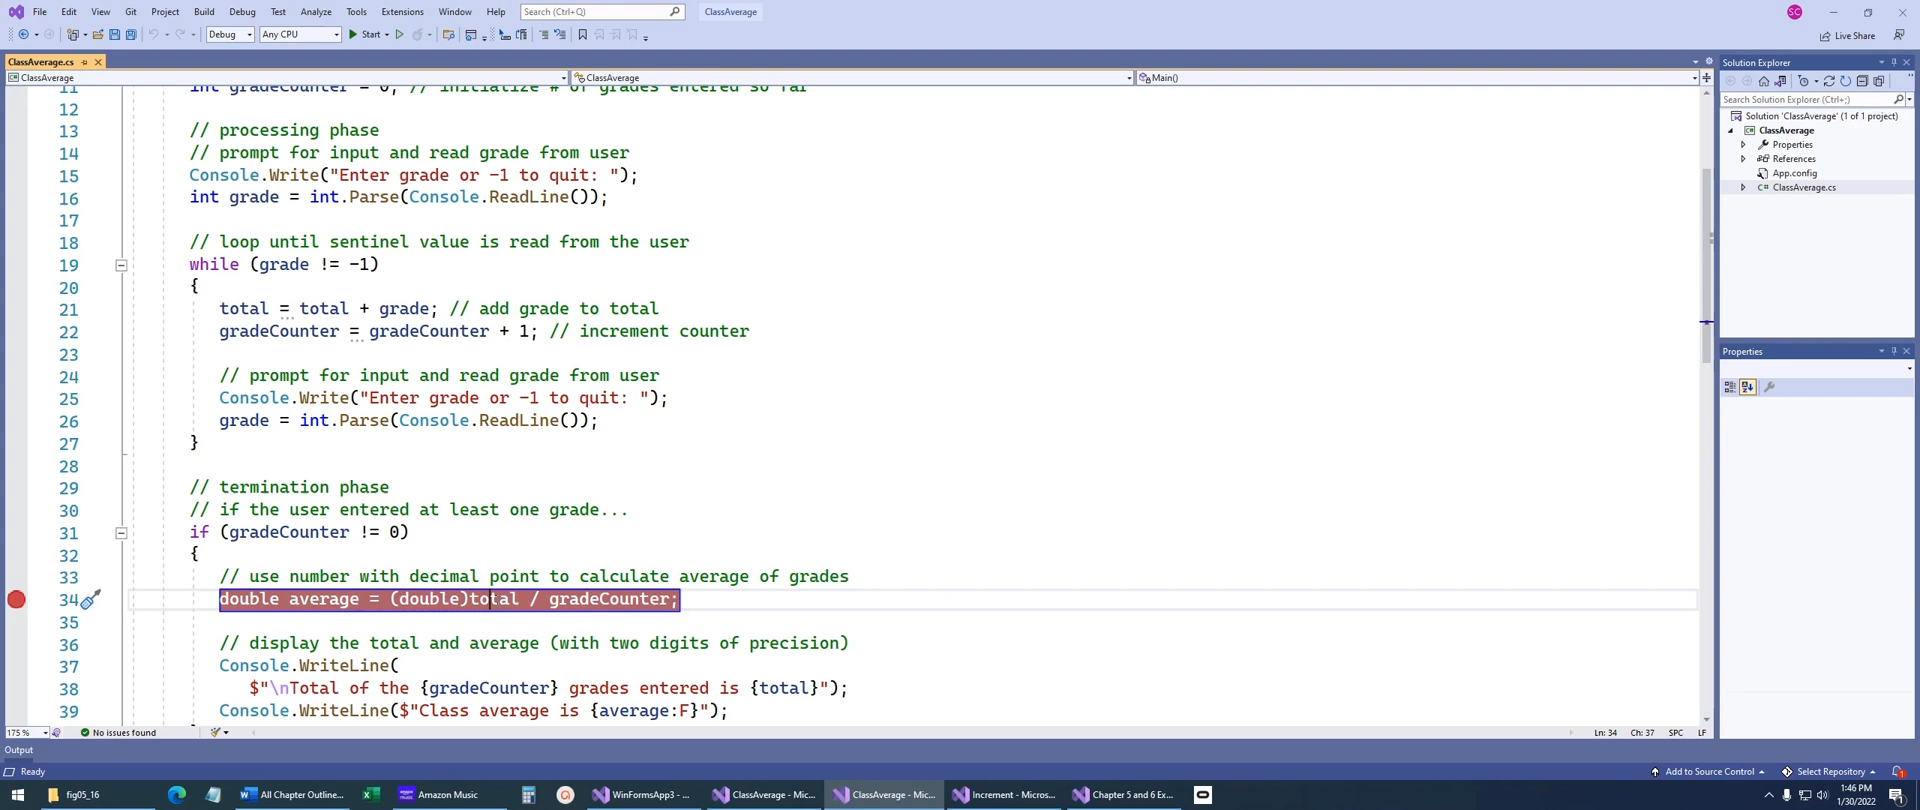 File Edit View Git Project Build Debug Test Analyze Tools Extensions Window Help Search (Ctrl+Q) ClassAverage SC
Debug Any CPU Start Live Share
ClassAverage.cs
ClassAverage ClassAverage Main()
11 int gradeCounter = 0; // initialize # of grades entered so far
12
13 // processing phase
14 // prompt for input and read grade from user
15 Console.Write("Enter grade or -1 to quit: ");
16 int grade = int.Parse(Console.ReadLine());
17
18 // loop until sentinel value is read from the user
19 while (grade != -1)
20 {
21 total = total + grade; // add grade to total
22 gradeCounter = gradeCounter + 1; // increment counter
23
24 // prompt for input and read grade from user
25 Console.Write("Enter grade or -1 to quit: ");
26 grade = int.Parse(Console.ReadLine());
27 }
28
29 // termination phase
30 // if the user entered at least one grade...
31 if (gradeCounter != 0)
32 {
33 // use number with decimal point to calculate average of grades
34 double average = (double)total / gradeCounter;
35
36 // display the total and average (with two digits of precision)
37 Console.WriteLine(
38 $"\nTotal of the {gradeCounter} grades entered is {total}");
39 Console.WriteLine($"Class average is {average:F}");
175 % No issues found Ln: 34 Ch: 37 SPC LF
Solution Explorer
Search Solution Explorer (Ctrl+;)
Solution 'ClassAverage' (1 of 1 project)
ClassAverage
Properties
References
App.config
C# ClassAverage.cs
Properties
Output
Ready Add to Source Control Select Repository 1
fig05_16 All Chapter Outline... Amazon Music WinFormsApp3 - ... ClassAverage - Mic... ClassAverage - Mic... Increment - Micros... Chapter 5 and 6 Ex... 1:46 PM
1/30/2022